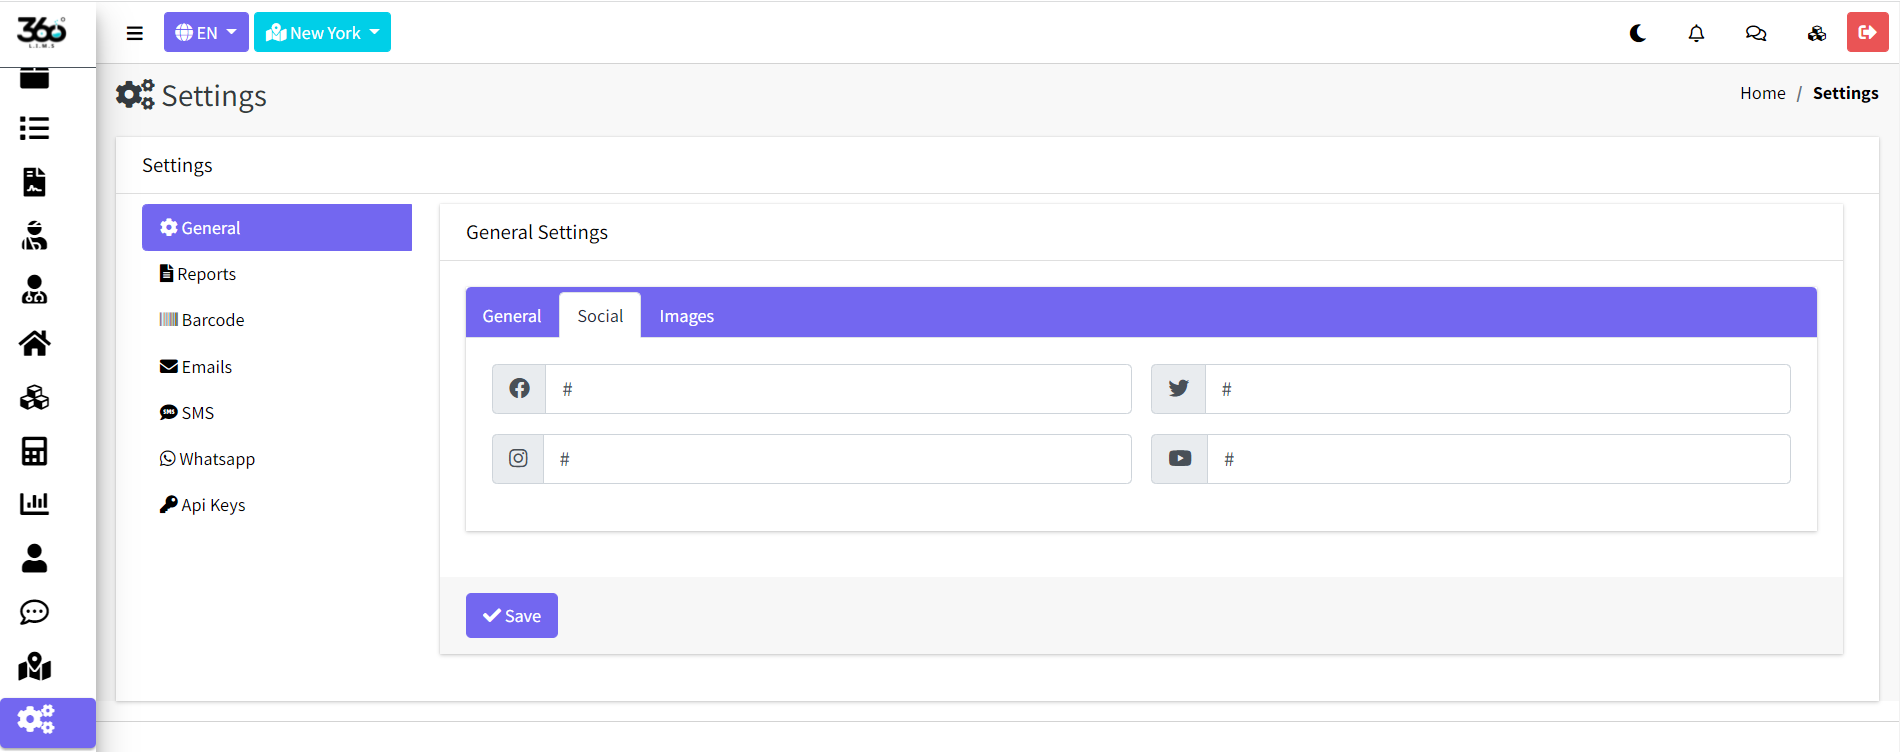 360
L.I.M.S
EN
New York
Settings
Home / Settings
Settings
General
Reports
Barcode
Emails
SMS
Whatsapp
Api Keys
General Settings
General Social Images
# #
# #
Save